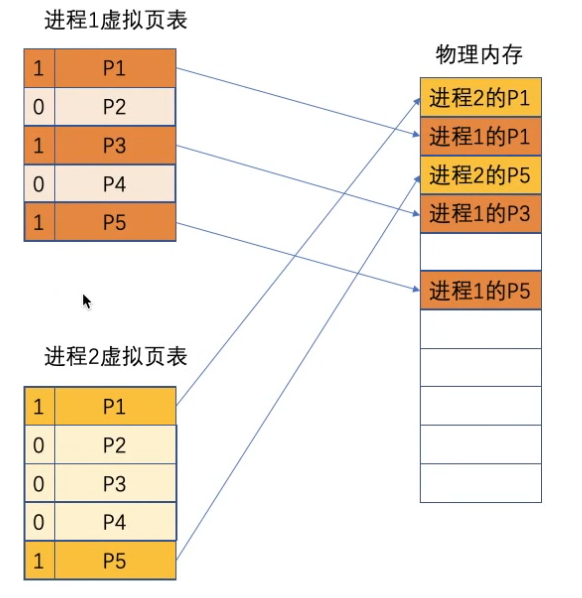 进程1虚拟页表
1 P1
0 P2
1 P3
0 P4
1 P5
物理内存
进程2的P1
进程1的P1
进程2的P5
进程1的P3
进程1的P5
进程2虚拟页表
1 P1
0 P2
0 P3
0 P4
1 P5